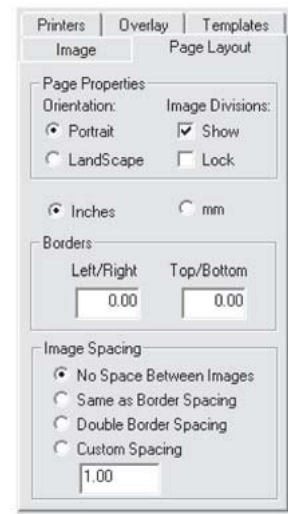 Printers Overlay Templates
Image Page Layout
Page Properties
Orientation: Image Divisions:
Portrait Show
LandScape Lock
Inches mm
Borders
Left/Right Top/Bottom
0.00 0.00
Image Spacing
No Space Between Images
Same as Border Spacing
Double Border Spacing
Custom Spacing
1.00